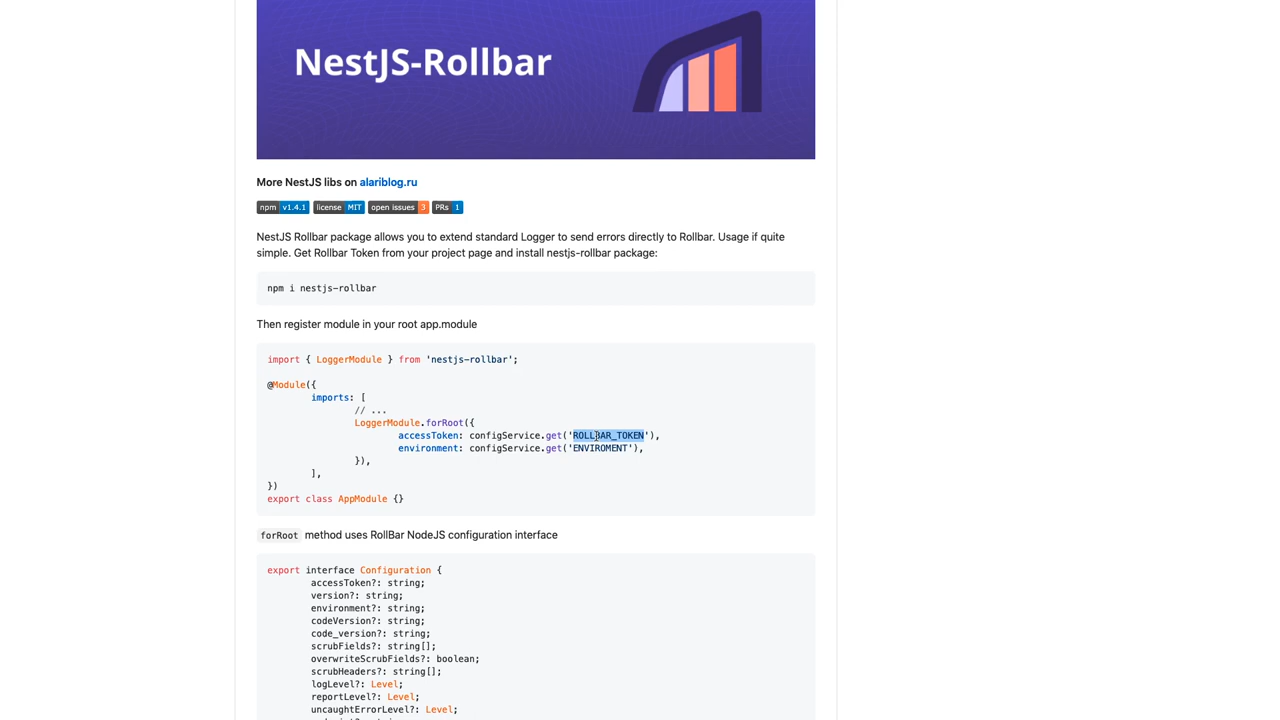 NestJS-Rollbar
More NestJS libs on alariblog.ru
npm v1.4.1 license MIT open issues 3 PRs 1
NestJS Rollbar package allows you to extend standard Logger to send errors directly to Rollbar. Usage if quite
simple. Get Rollbar Token from your project page and install nestjs-rollbar package:
npm i nestjs-rollbar
Then register module in your root app.module
import { LoggerModule } from 'nestjs-rollbar';
@Module({
imports: [
// ...
LoggerModule.forRoot({
accessToken: configService.get('ROLLBAR_TOKEN'),
environment: configService.get('ENVIROMENT'),
}),
],
})
export class AppModule {}
forRoot method uses RollBar NodeJS configuration interface
export interface Configuration {
accessToken?: string;
version?: string;
environment?: string;
codeVersion?: string;
code_version?: string;
scrubFields?: string[];
overwriteScrubFields?: boolean;
scrubHeaders?: string[];
logLevel?: Level;
reportLevel?: Level;
uncaughtErrorLevel?: Level;